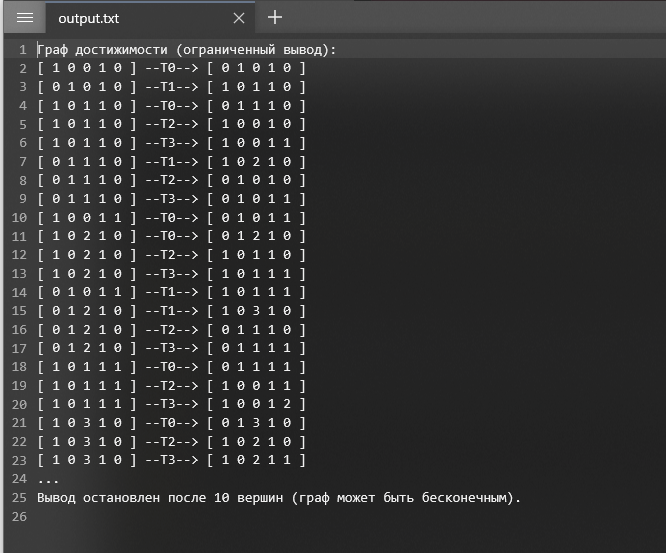 output.txt
1 Граф достижимости (ограниченный вывод):
2 [ 1 0 0 1 0 ] --T0--> [ 0 1 0 1 0 ]
3 [ 0 1 0 1 0 ] --T1--> [ 1 0 1 1 0 ]
4 [ 1 0 1 1 0 ] --T0--> [ 0 1 1 1 0 ]
5 [ 1 0 1 1 0 ] --T2--> [ 1 0 0 1 0 ]
6 [ 1 0 1 1 0 ] --T3--> [ 1 0 0 1 1 ]
7 [ 0 1 1 1 0 ] --T1--> [ 1 0 2 1 0 ]
8 [ 0 1 1 1 0 ] --T2--> [ 0 1 0 1 0 ]
9 [ 0 1 1 1 0 ] --T3--> [ 0 1 0 1 1 ]
10 [ 1 0 0 1 1 ] --T0--> [ 0 1 0 1 1 ]
11 [ 1 0 2 1 0 ] --T0--> [ 0 1 2 1 0 ]
12 [ 1 0 2 1 0 ] --T2--> [ 1 0 1 1 0 ]
13 [ 1 0 2 1 0 ] --T3--> [ 1 0 1 1 1 ]
14 [ 0 1 0 1 1 ] --T1--> [ 1 0 1 1 1 ]
15 [ 0 1 2 1 0 ] --T1--> [ 1 0 3 1 0 ]
16 [ 0 1 2 1 0 ] --T2--> [ 0 1 1 1 0 ]
17 [ 0 1 2 1 0 ] --T3--> [ 0 1 1 1 1 ]
18 [ 1 0 1 1 1 ] --T0--> [ 0 1 1 1 1 ]
19 [ 1 0 1 1 1 ] --T2--> [ 1 0 0 1 1 ]
20 [ 1 0 1 1 1 ] --T3--> [ 1 0 0 1 2 ]
21 [ 1 0 3 1 0 ] --T0--> [ 0 1 3 1 0 ]
22 [ 1 0 3 1 0 ] --T2--> [ 1 0 2 1 0 ]
23 [ 1 0 3 1 0 ] --T3--> [ 1 0 2 1 1 ]
24 ...
25 Вывод остановлен после 10 вершин (граф может быть бесконечным).
26